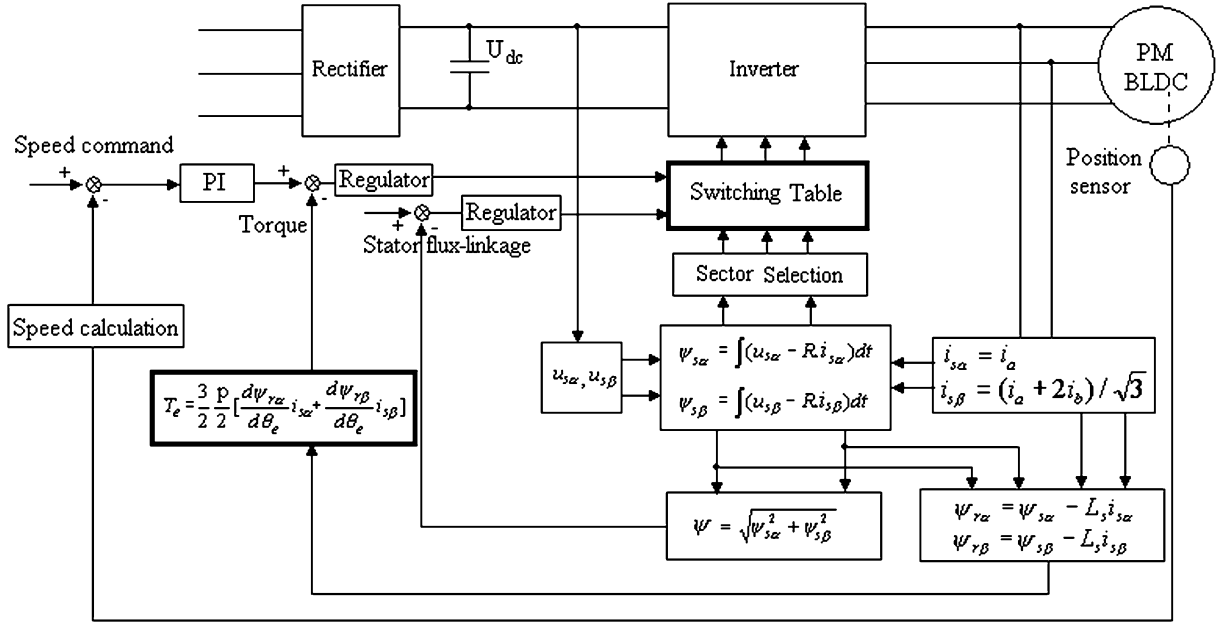 Rectifier
U_dc
Inverter
PM
BLDC
Speed command
+
-
PI
+
-
Regulator
Torque
+
-
Stator flux-linkage
Regulator
Switching Table
Position
sensor
Sector Selection
Speed calculation
u_sα, u_sβ
ψ_sα = ∫(u_sα − R i_sα)dt
ψ_sβ = ∫(u_sβ − R i_sβ)dt
i_sα = i_a
i_sβ = (i_a + 2i_b) / √3
T_e = 3/2 p/2 [dψ_rα/dθ_e i_sα + dψ_rβ/dθ_e i_sβ]
ψ = √(ψ_sα² + ψ_sβ²)
ψ_rα = ψ_sα − L_s i_sα
ψ_rβ = ψ_sβ − L_s i_sβ